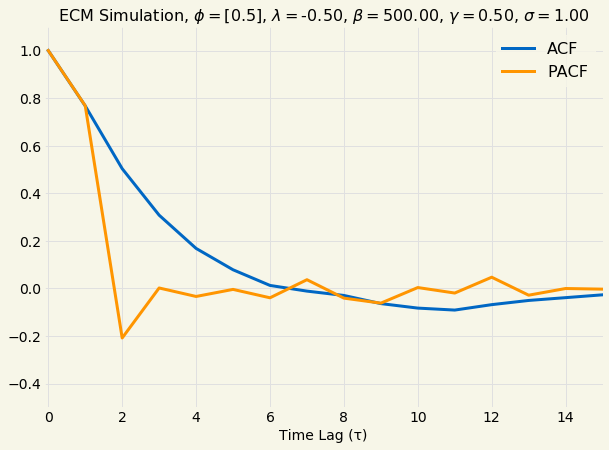 ECM Simulation, ϕ = [0.5], λ = -0.50, β = 500.00, γ = 0.50, σ = 1.00
ACF
PACF
1.0
0.8
0.6
0.4
0.2
0.0
−0.2
−0.4
0 2 4 6 8 10 12 14
Time Lag (τ)